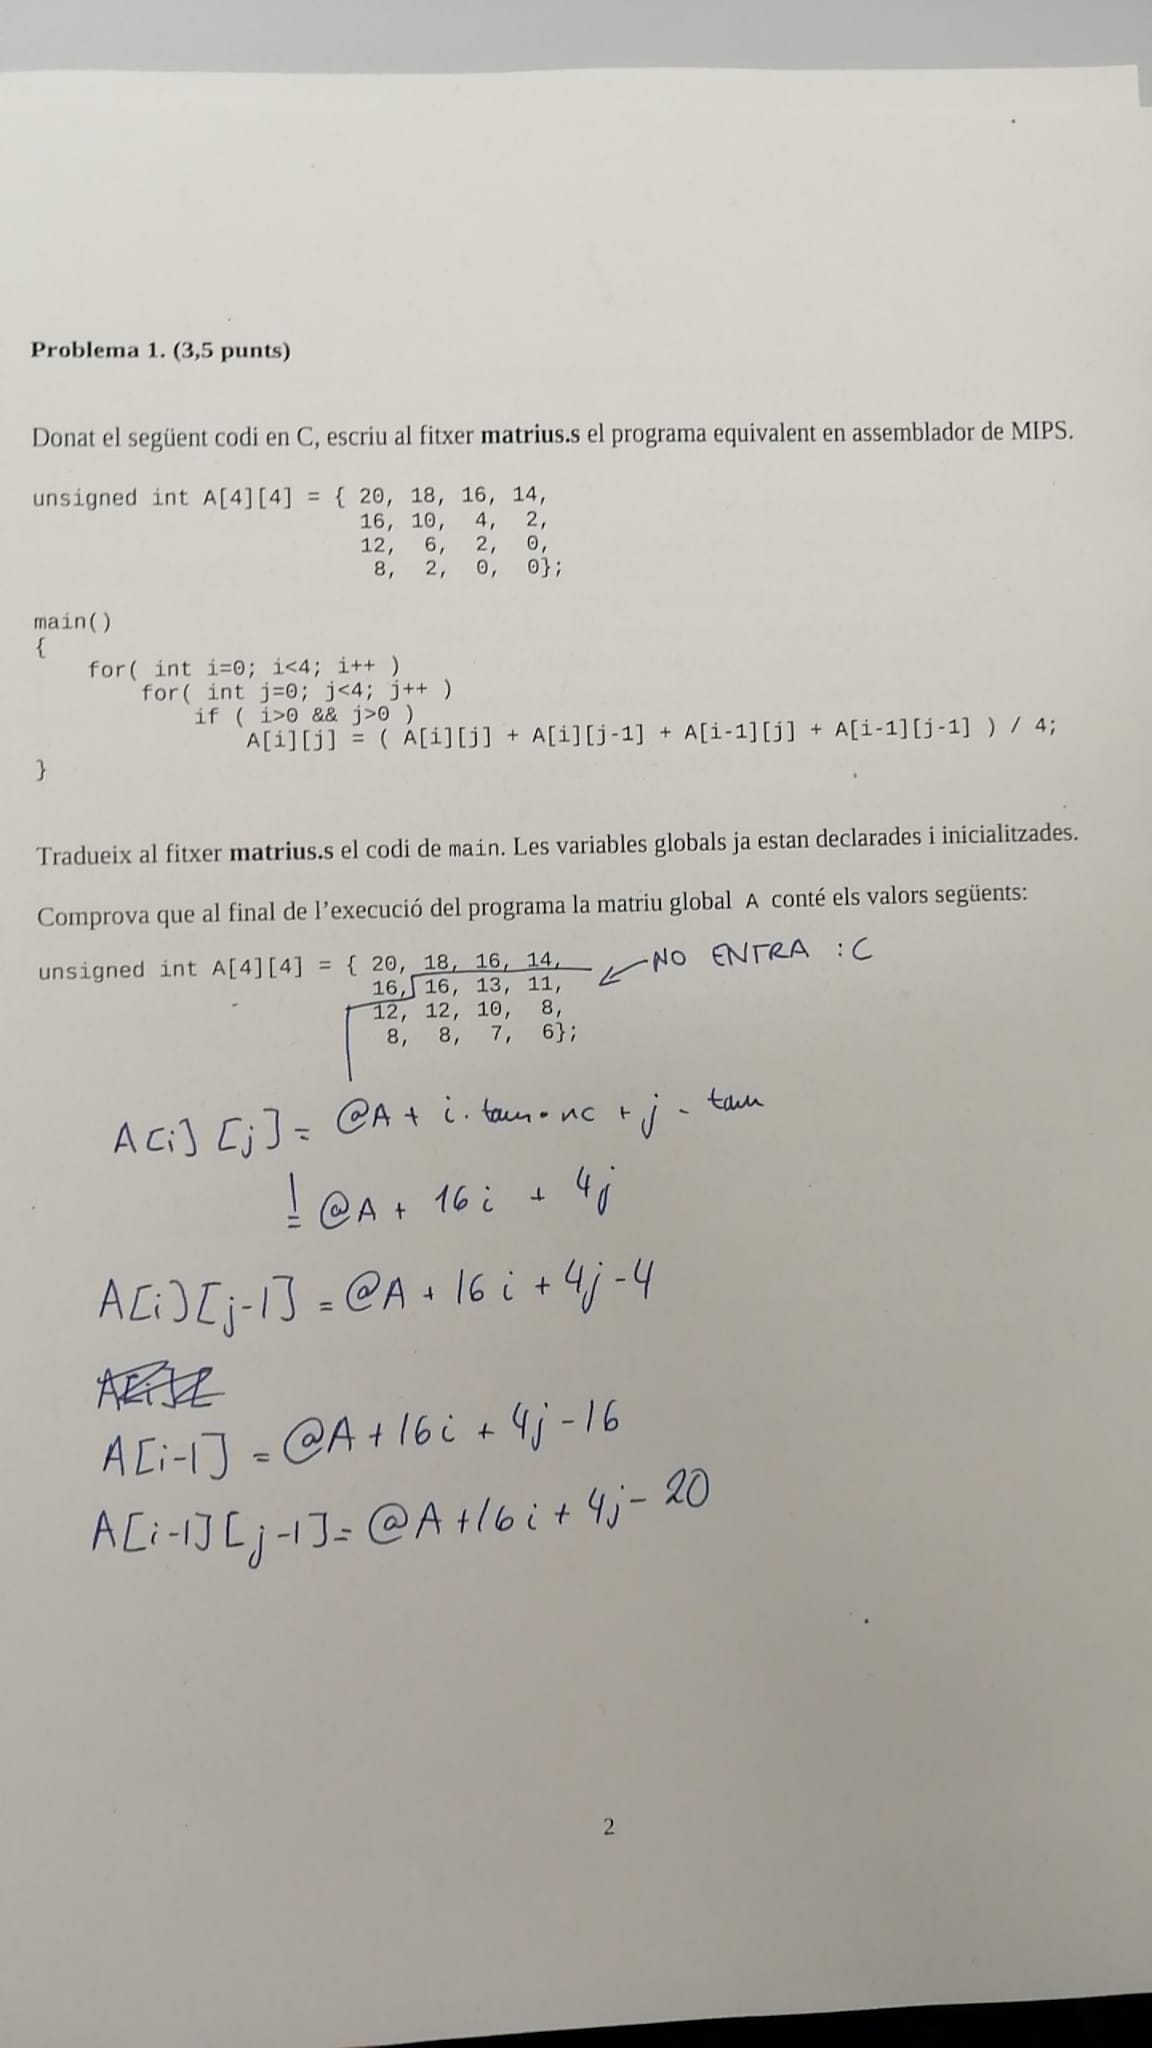 Problema 1. (3,5 punts)
Donat el següent codi en C, escriu al fitxer matrius.s el programa equivalent en assemblador de MIPS.
unsigned int A[4][4] = { 20, 18, 16, 14,
16, 10, 4, 2,
12, 6, 2, 0,
8, 2, 0, 0};
main()
{
for( int i=0; i<4; i++ )
for( int j=0; j<4; j++ )
if ( i>0 && j>0 )
A[i][j] = ( A[i][j] + A[i][j-1] + A[i-1][j] + A[i-1][j-1] ) / 4;
}
Tradueix al fitxer matrius.s el codi de main. Les variables globals ja estan declarades i inicialitzades.
Comprova que al final de l'execució del programa la matriu global A conté els valors següents:
unsigned int A[4][4] = { 20, 18, 16, 14,
NO ENTRA :C
16, 16, 13, 11,
12, 12, 10, 8,
8, 8, 7, 6};
A[i][j] = @A + i · tam · nc + j · tam
!= @A + 16i + 4j
A[i][j-1] = @A + 16i + 4j - 4
A[i-1] = @A + 16i + 4j - 16
A[i-1][j-1] = @A + 16i + 4j - 20
2